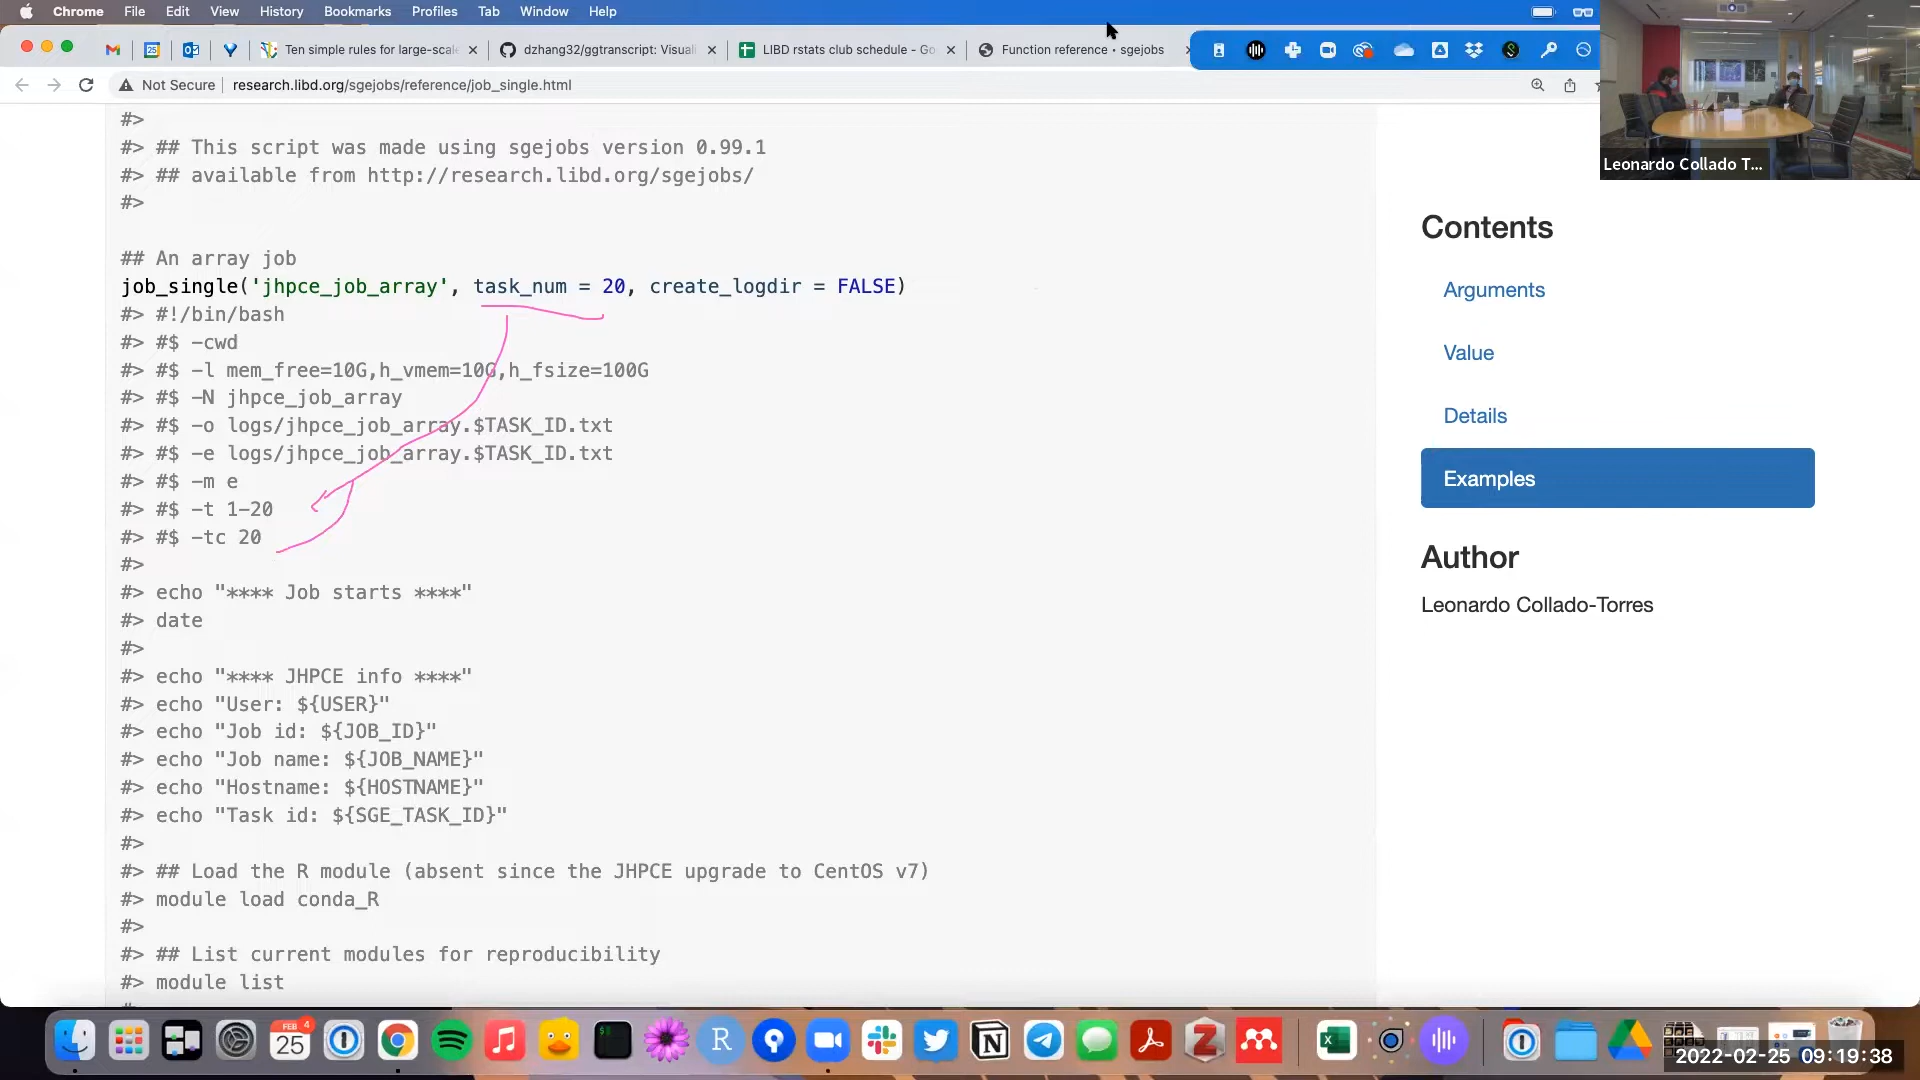 Chrome File Edit View History Bookmarks Profiles Tab Window Help
Ten simple rules for large-scale
dzhang32/ggtranscript: Visuali
LIBD rstats club schedule - Go
Function reference • sgejobs
Not Secure research.libd.org/sgejobs/reference/job_single.html
Leonardo Collado T...
#>
#> ## This script was made using sgejobs version 0.99.1
#> ## available from http://research.libd.org/sgejobs/
#>
## An array job
job_single('jhpce_job_array', task_num = 20, create_logdir = FALSE)
#> #!/bin/bash
#> #$ -cwd
#> #$ -l mem_free=10G,h_vmem=10G,h_fsize=100G
#> #$ -N jhpce_job_array
#> #$ -o logs/jhpce_job_array.$TASK_ID.txt
#> #$ -e logs/jhpce_job_array.$TASK_ID.txt
#> #$ -m e
#> #$ -t 1-20
#> #$ -tc 20
#>
#> echo "**** Job starts ****"
#> date
#>
#> echo "**** JHPCE info ****"
#> echo "User: ${USER}"
#> echo "Job id: ${JOB_ID}"
#> echo "Job name: ${JOB_NAME}"
#> echo "Hostname: ${HOSTNAME}"
#> echo "Task id: ${SGE_TASK_ID}"
#>
#> ## Load the R module (absent since the JHPCE upgrade to CentOS v7)
#> module load conda_R
#>
#> ## List current modules for reproducibility
#> module list
Contents
Arguments
Value
Details
Examples
Author
Leonardo Collado-Torres
FEB 4
25
2022-02-25 09:19:38